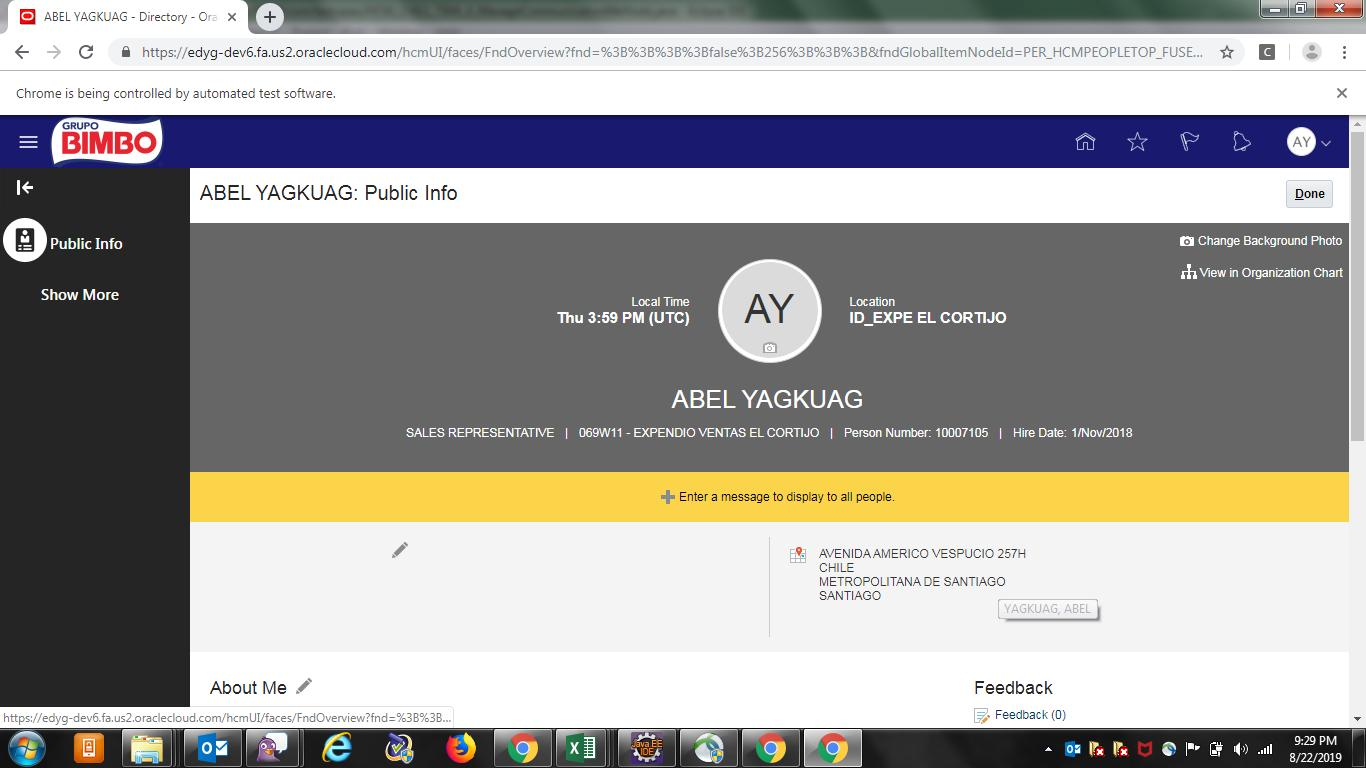 ABEL YAGKUAG - Directory - Ora
https://edyg-dev6.fa.us2.oraclecloud.com/hcmUI/faces/FndOverview?fnd=%3B%3B%3B%3Bfalse%3B256%3B%3B%3B&fndGlobalItemNodeId=PER_HCMPEOPLETOP_FUSE...
C
Chrome is being controlled by automated test software.
GRUPO
BIMBO
AY
ABEL YAGKUAG: Public Info
Done
Public Info
Show More
Change Background Photo
View in Organization Chart
Local Time
Thu 3:59 PM (UTC)
AY
Location
ID_EXPE EL CORTIJO
ABEL YAGKUAG
SALES REPRESENTATIVE | 069W11 - EXPENDIO VENTAS EL CORTIJO | Person Number: 10007105 | Hire Date: 1/Nov/2018
Enter a message to display to all people.
AVENIDA AMERICO VESPUCIO 257H
CHILE
METROPOLITANA DE SANTIAGO
SANTIAGO
YAGKUAG, ABEL
About Me
Feedback
Feedback (0)
https://edyg-dev6.fa.us2.oraclecloud.com/hcmUI/faces/FndOverview?fnd=%3B%3B...
Java EE
IDE
9:29 PM
8/22/2019